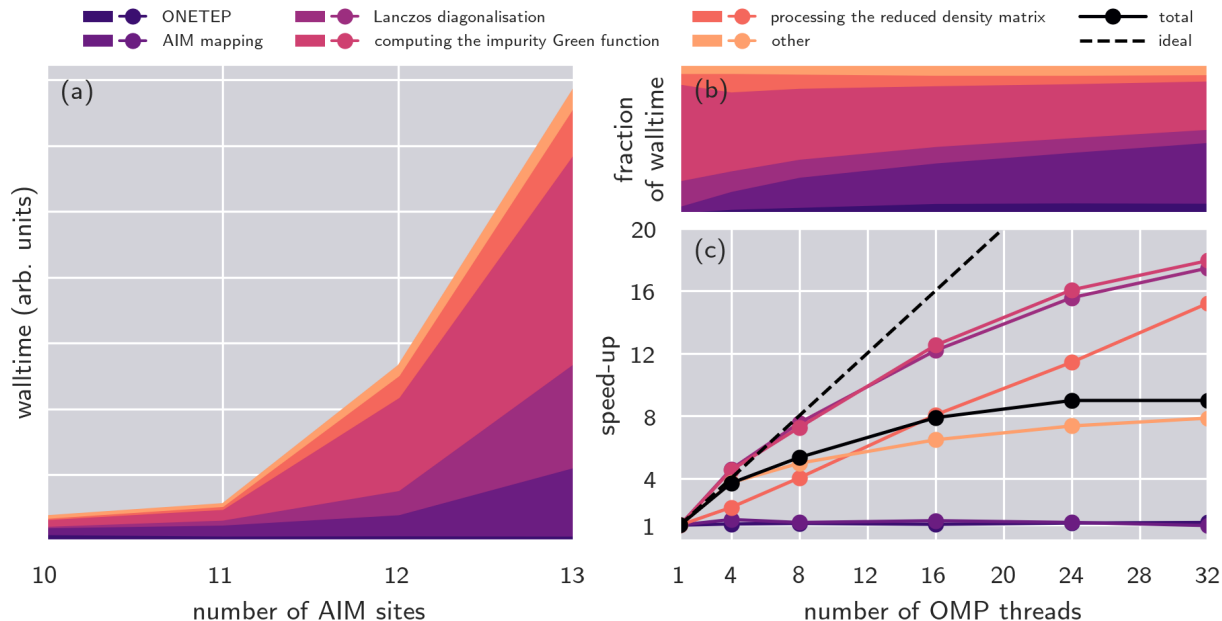 ONETEP
AIM mapping
Lanczos diagonalisation
computing the impurity Green function
processing the reduced density matrix
other
total
ideal
(a)
walltime (arb. units)
10 11 12 13
number of AIM sites
(b)
fraction
of walltime
(c)
speed-up
20
16
12
8
4
1
1 4 8 12 16 20 24 28 32
number of OMP threads